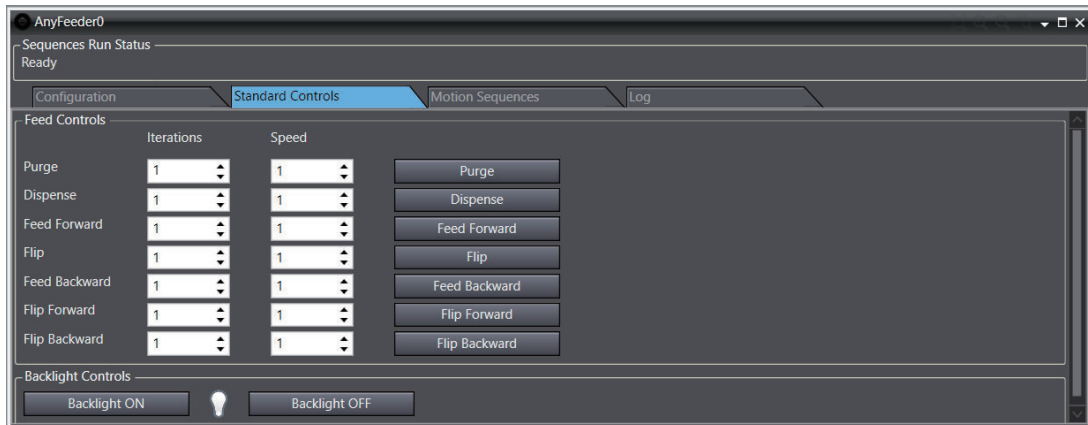 AnyFeeder0
Sequences Run Status
Ready
Configuration Standard Controls Motion Sequences Log
Feed Controls
Iterations Speed
Purge 1 1 Purge
Dispense 1 1 Dispense
Feed Forward 1 1 Feed Forward
Flip 1 1 Flip
Feed Backward 1 1 Feed Backward
Flip Forward 1 1 Flip Forward
Flip Backward 1 1 Flip Backward
Backlight Controls
Backlight ON Backlight OFF